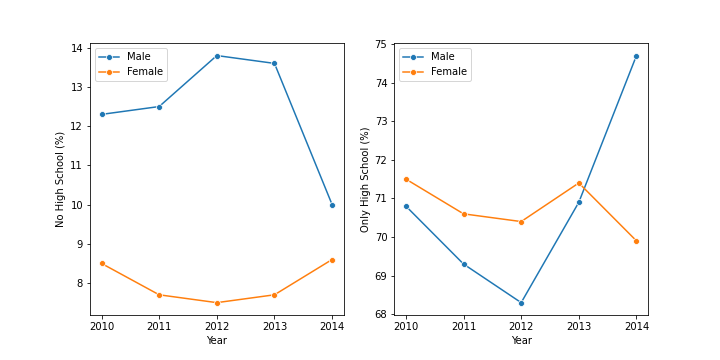 Male
Female
14
13
12
11
10
9
8
No High School (%)
2010 2011 2012 2013 2014
Year
Male
Female
75
74
73
72
71
70
69
68
Only High School (%)
2010 2011 2012 2013 2014
Year